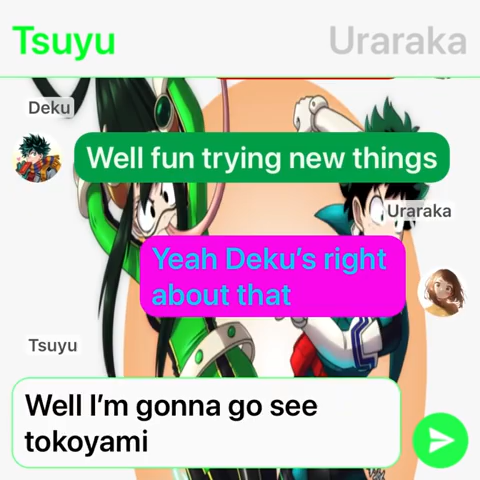 Tsuyu
Uraraka
Deku
Well fun trying new things
Uraraka
Yeah Deku’s right
about that
Tsuyu
Well I’m gonna go see
tokoyami